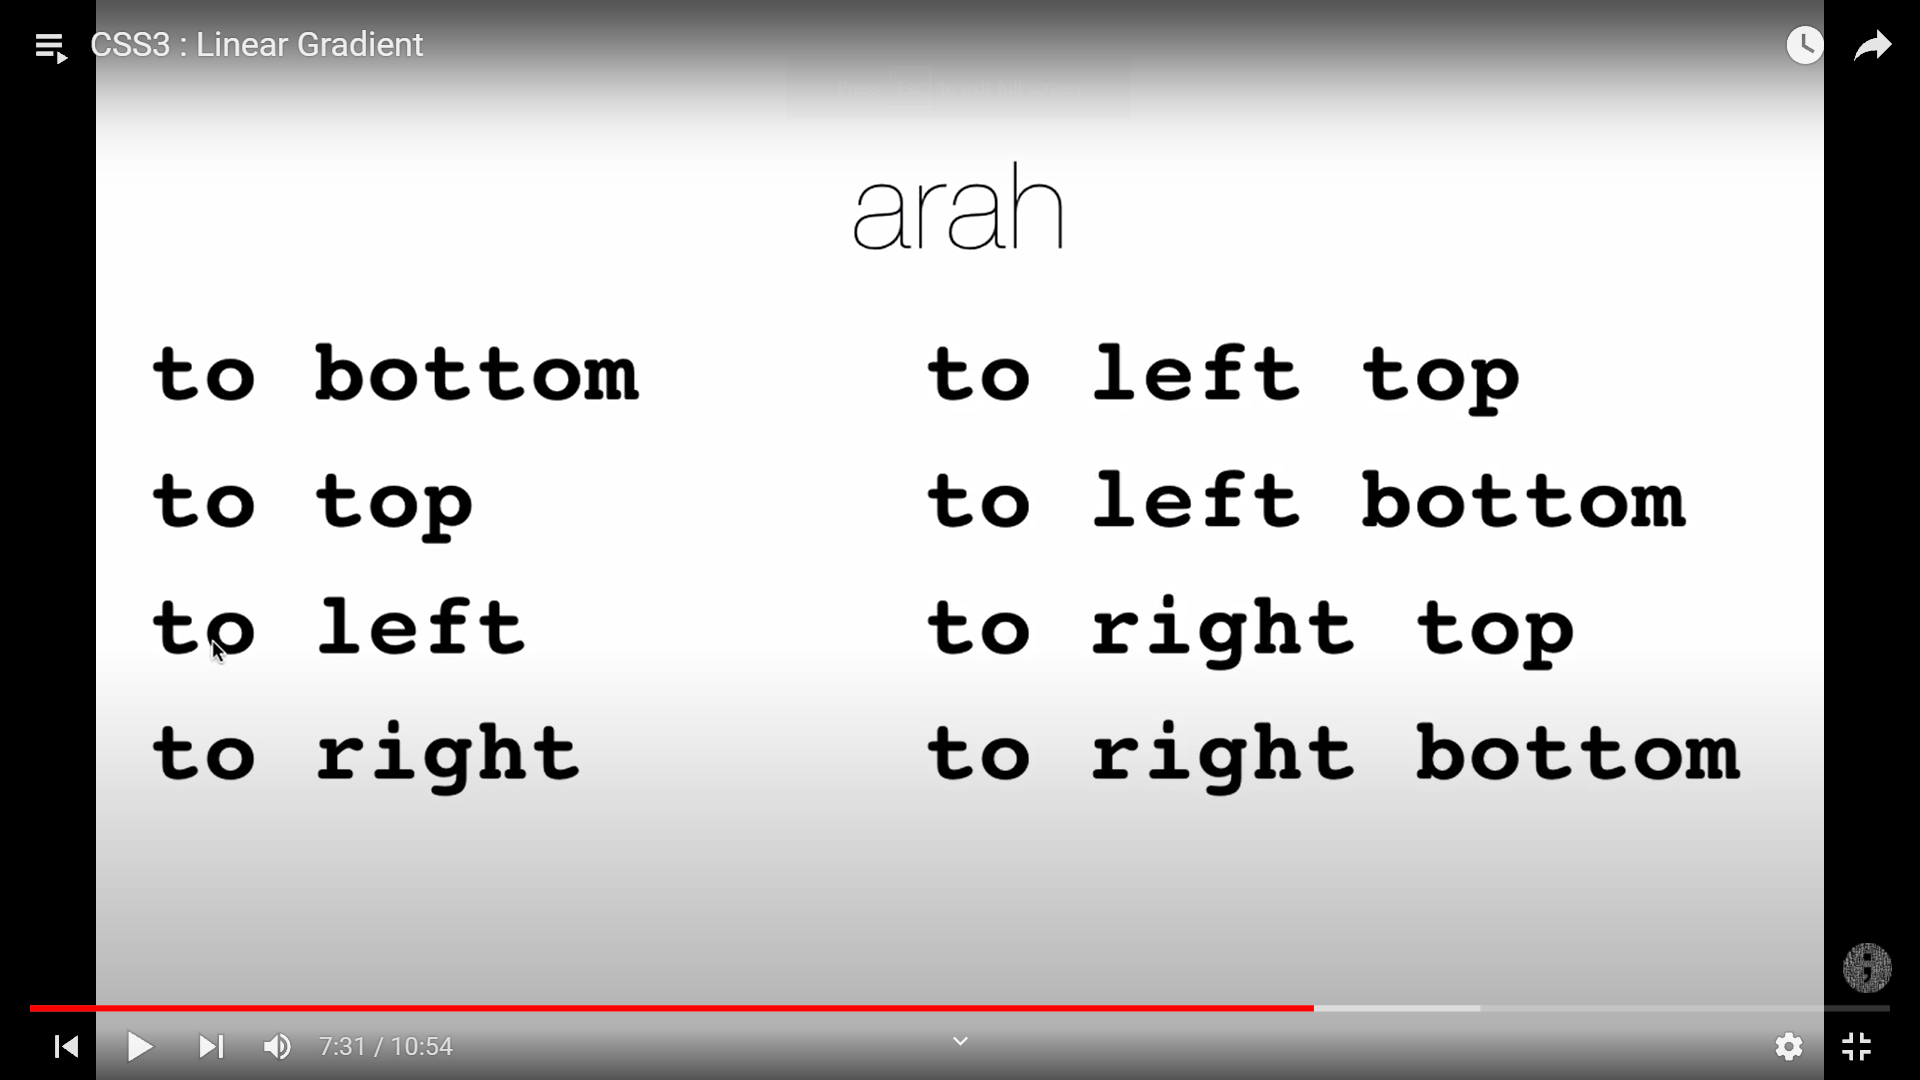 CSS3 : Linear Gradient
Press Esc to exit full screen
arah
to bottom
to top
to left
to right
to left top
to left bottom
to right top
to right bottom
7:31 / 10:54